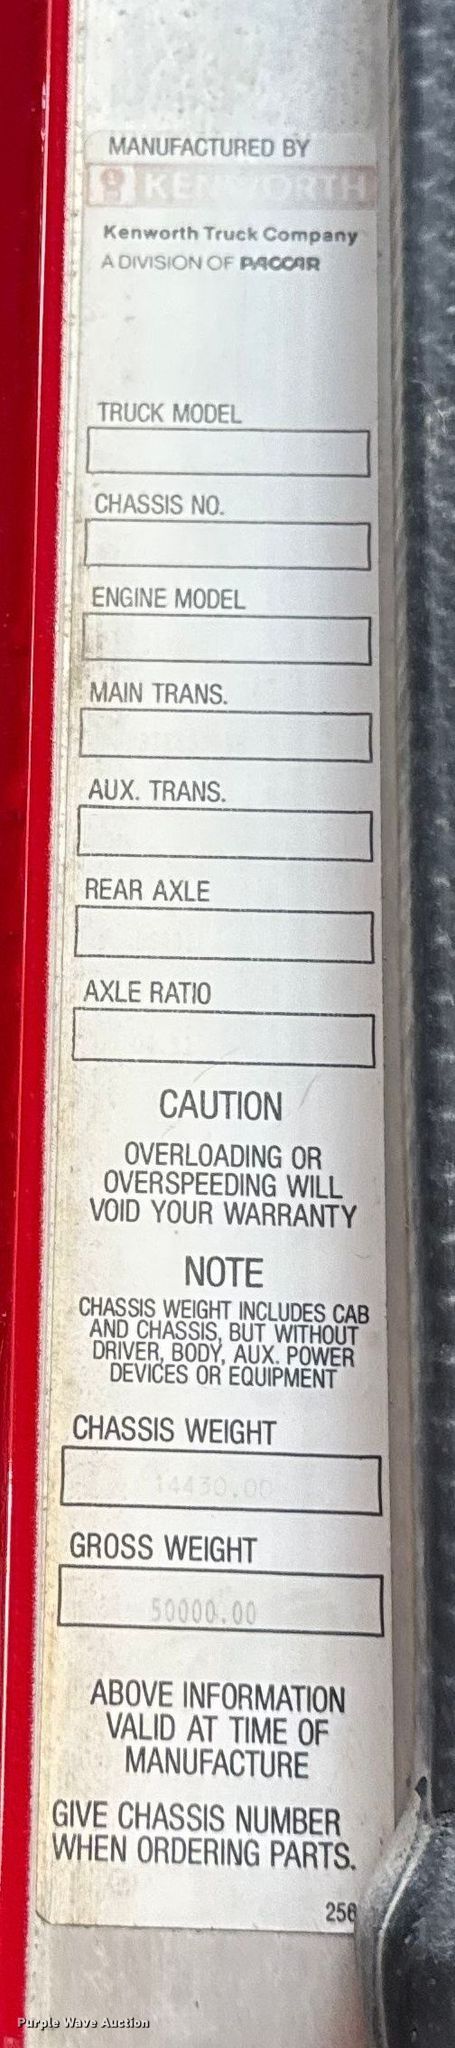 MANUFACTURED BY
KENWORTH
Kenworth Truck Company
A DIVISION OF PACCAR
TRUCK MODEL
CHASSIS NO.
ENGINE MODEL
MAIN TRANS.
AUX. TRANS.
REAR AXLE
AXLE RATIO
CAUTION
OVERLOADING OR
OVERSPEEDING WILL
VOID YOUR WARRANTY
NOTE
CHASSIS WEIGHT INCLUDES CAB
AND CHASSIS, BUT WITHOUT
DRIVER, BODY, AUX. POWER
DEVICES OR EQUIPMENT
CHASSIS WEIGHT
14430.00
GROSS WEIGHT
50000.00
ABOVE INFORMATION
VALID AT TIME OF
MANUFACTURE
GIVE CHASSIS NUMBER
WHEN ORDERING PARTS.
256
Purple Wave Auction